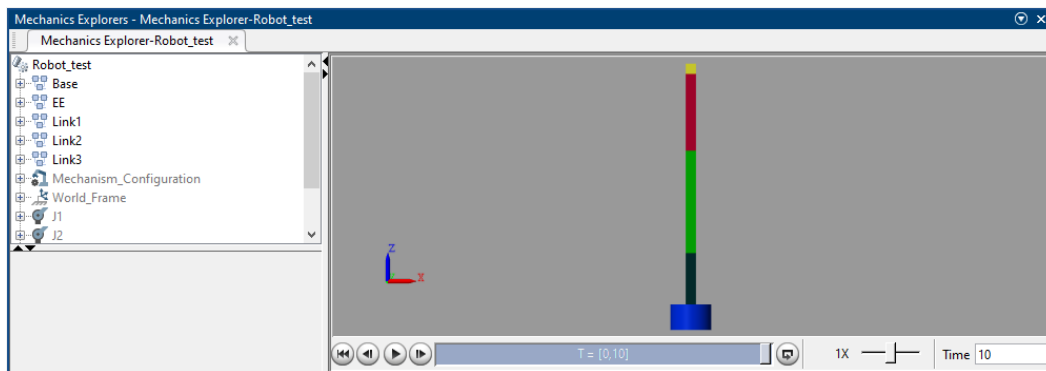 Mechanics Explorers - Mechanics Explorer-Robot_test
Mechanics Explorer-Robot_test
Robot_test
Base
EE
Link1
Link2
Link3
Mechanism_Configuration
World_Frame
J1
J2
Z
X
T = [0,10]
1X
Time 10